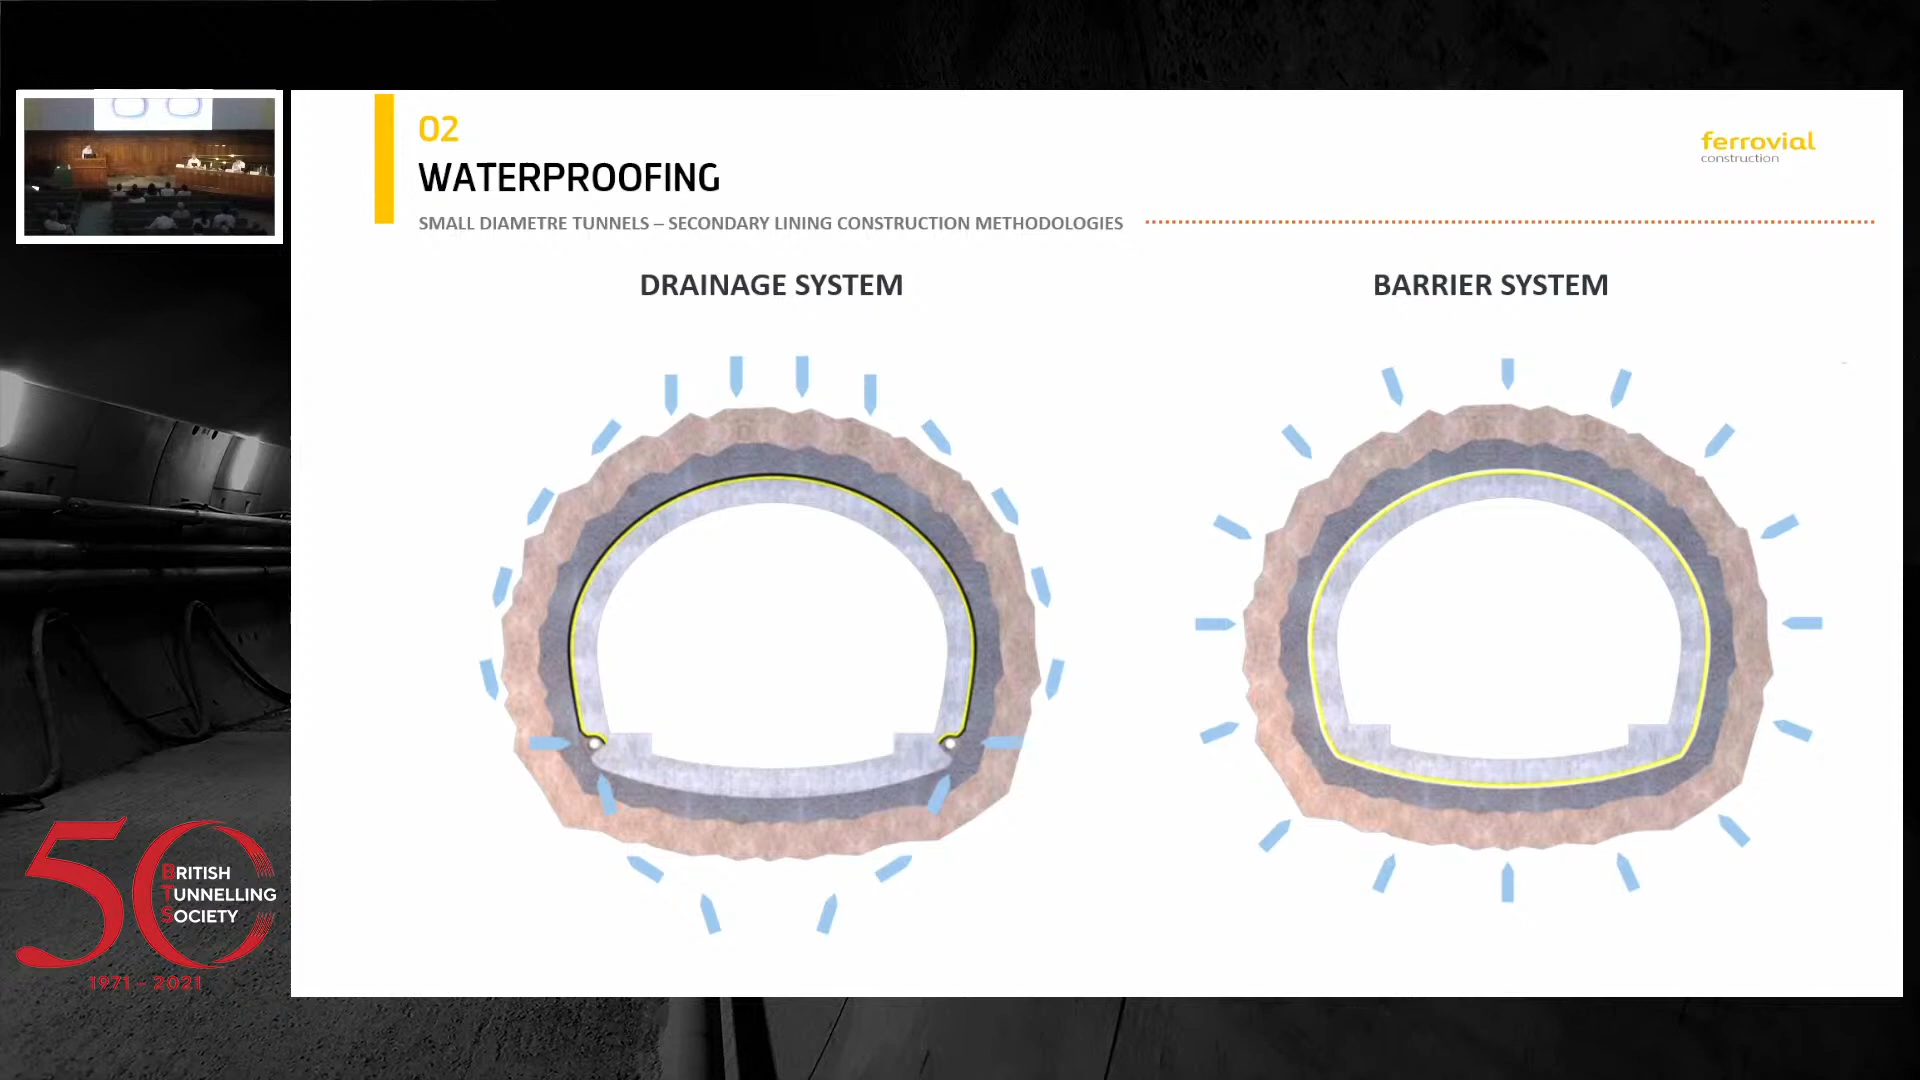 02
WATERPROOFING
SMALL DIAMETRE TUNNELS – SECONDARY LINING CONSTRUCTION METHODOLOGIES
ferrovial
construction
DRAINAGE SYSTEM
BARRIER SYSTEM
50
BRITISH
TUNNELLING
SOCIETY
1971 – 2021